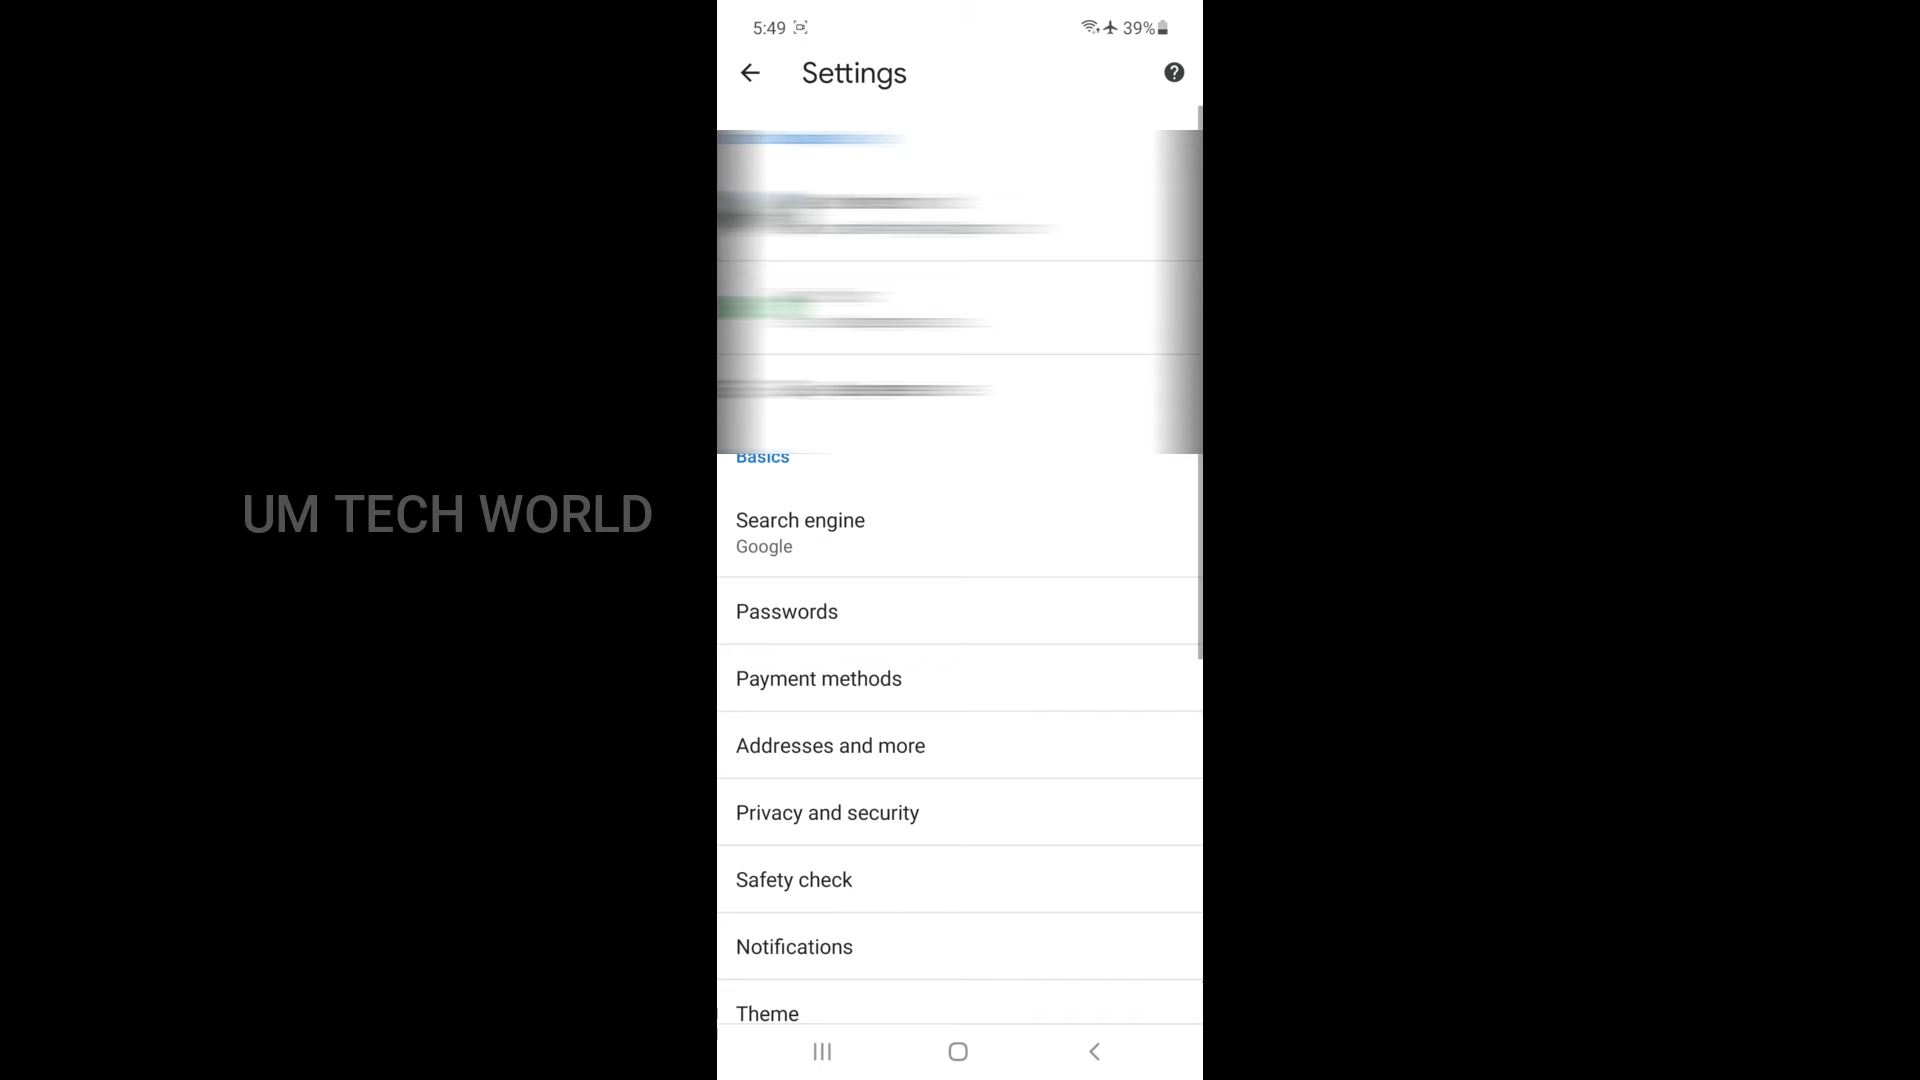 5:49
39%
Settings
Basics
Search engine
Google
Passwords
Payment methods
Addresses and more
Privacy and security
Safety check
Notifications
Theme
UM TECH WORLD